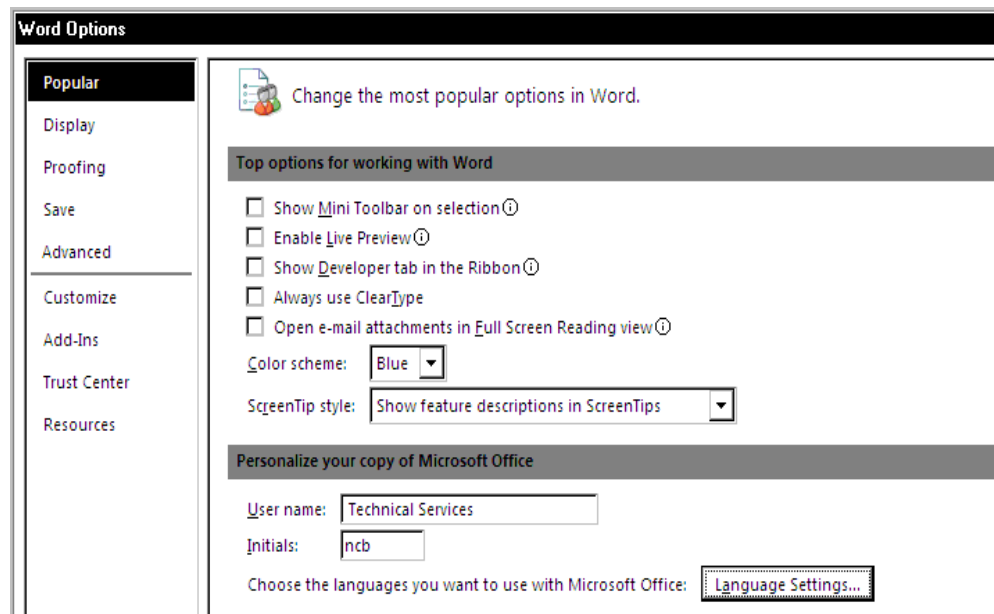 Word Options
Popular
Display
Proofing
Save
Advanced
Customize
Add-Ins
Trust Center
Resources
Change the most popular options in Word.
Top options for working with Word
Show Mini Toolbar on selection
Enable Live Preview
Show Developer tab in the Ribbon
Always use ClearType
Open e-mail attachments in Full Screen Reading view
Color scheme: Blue
ScreenTip style: Show feature descriptions in ScreenTips
Personalize your copy of Microsoft Office
User name: Technical Services
Initials: ncb
Choose the languages you want to use with Microsoft Office: Language Settings...